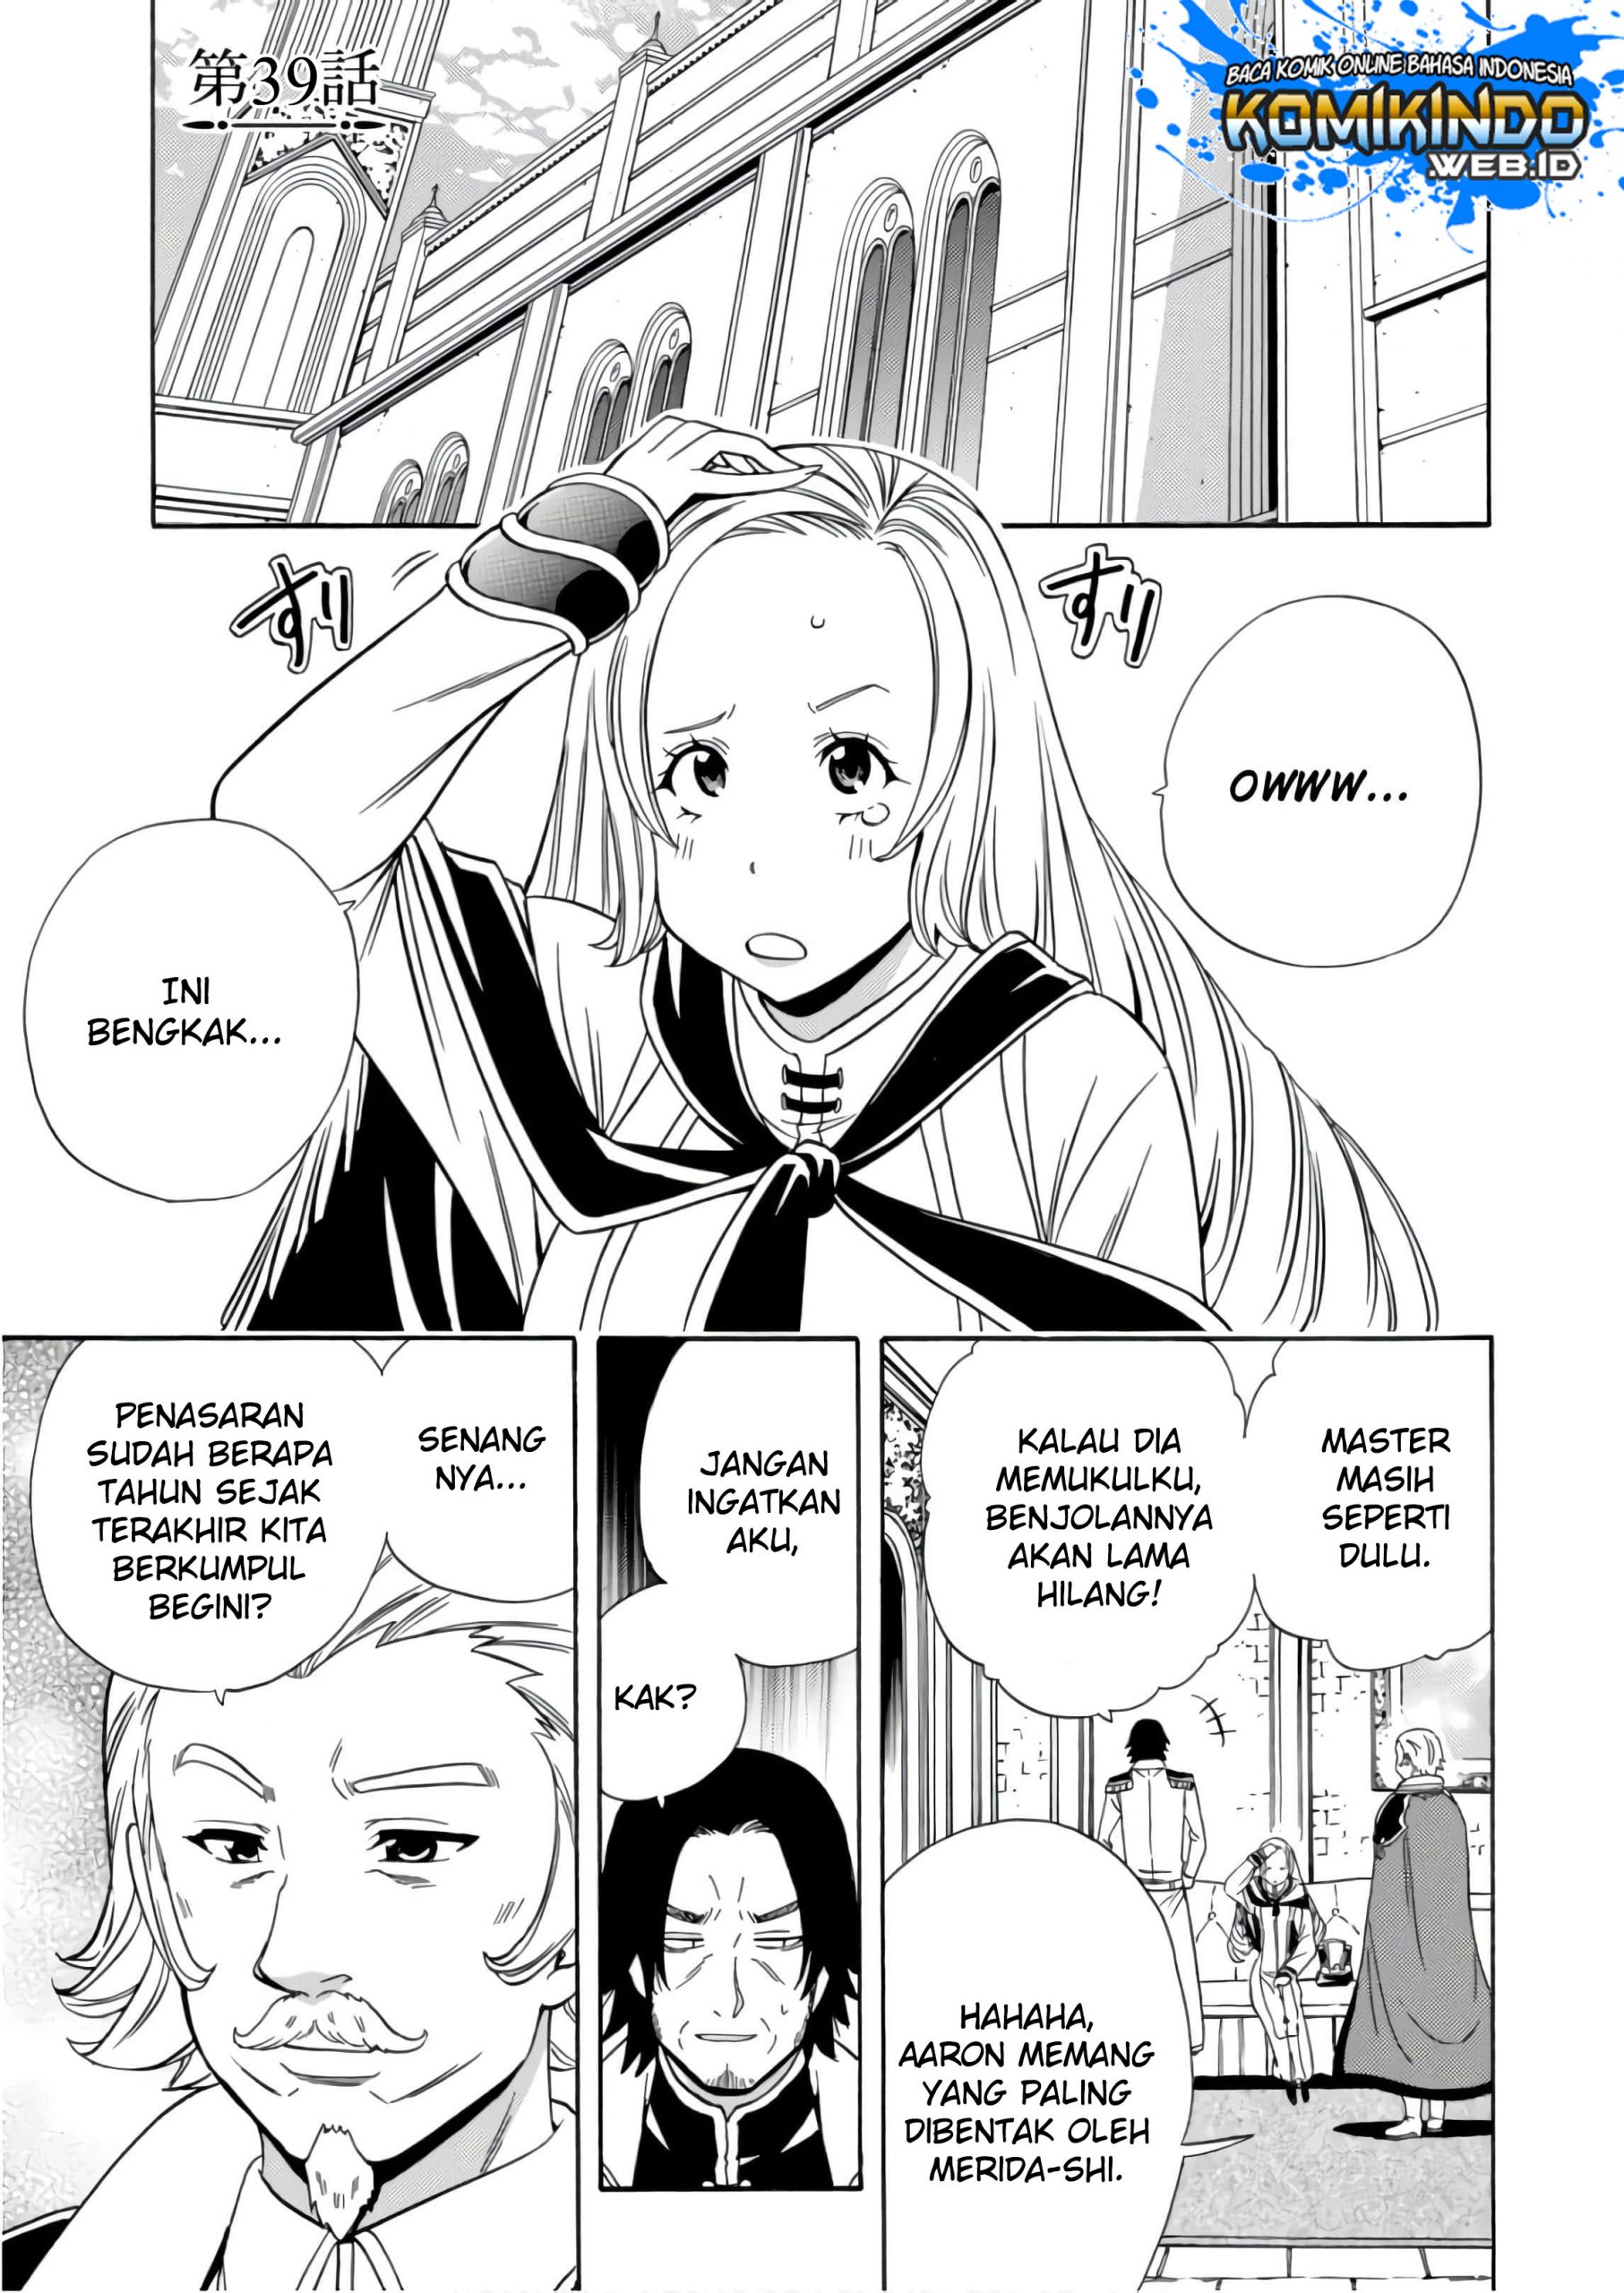 第39話
BACA KOMIK ONLINE BAHASA INDONESIA
KOMIKINDO
.WEB.ID
すり
すり
OWWW...
INI
BENGKAK...
MASTER
MASIH
SEPERTI
DULU.
KALAU DIA
MEMUKULKU,
BENJOLANNYA
AKAN LAMA
HILANG!
HAHAHA,
AARON MEMANG
YANG PALING
DIBENTAK OLEH
MERIDA-SHI.
JANGAN
INGATKAN
AKU,
KAK?
SENANG
NYA...
PENASARAN
SUDAH BERAPA
TAHUN SEJAK
TERAKHIR KITA
BERKUMPUL
BEGINI?